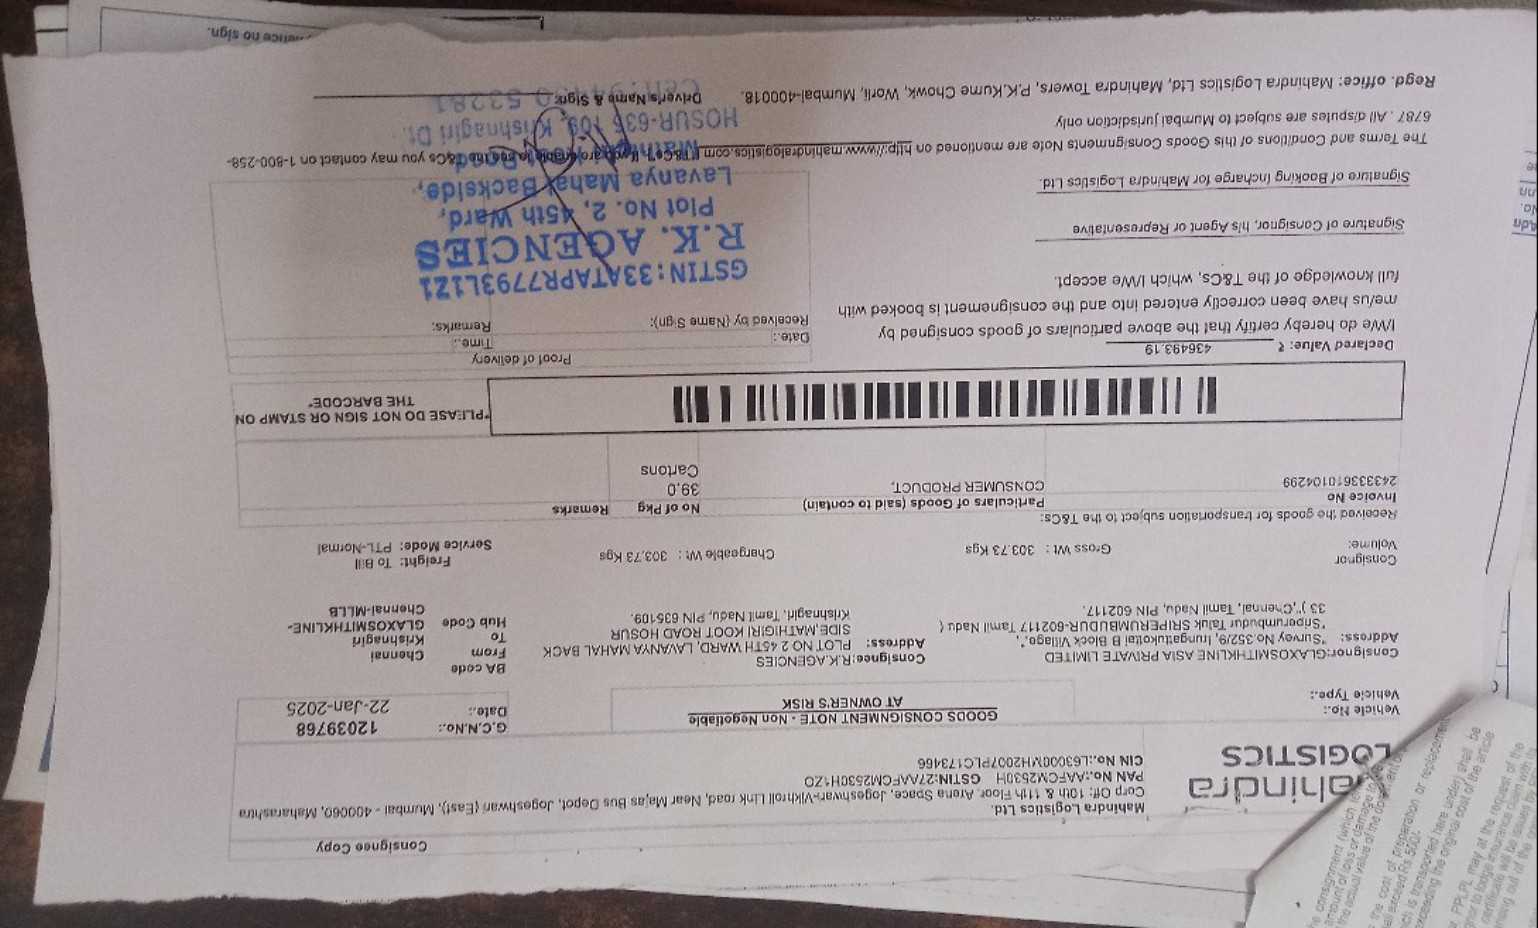 Consignee Copy
Mahindra Logistics Ltd.
Corp Off: 10th & 11th Floor, Arena Space, Jogeshwar-Vikhroli Link road, Near Majas Bus Depot, Jogeshwari (East), Mumbai - 400060, Maharashtra
PAN No.:AAFCM2530H GSTIN:27AAFCM2530H1ZO
CIN No.:L63000MH2007PLC173466
ahindra
LOGISTICS
Vehicle No.:
Vehicle Type.:
GOODS CONSIGNMENT NOTE - Non Negotiable
AT OWNER'S RISK
G.C.N.No.: 12039768
Date.: 22-Jan-2025
Consignor:GLAXOSMITHKLINE ASIA PRIVATE LIMITED
Address: "Survey No.352/9, Irungattukottai B Block Village,",
"Sriperumbudur Taluk SRIPERUMBUDUR-602117 Tamil Nadu (
33 )",Chennai, Tamil Nadu, PIN 602117.
Consignee:R.K.AGENCIES
Address: PLOT NO 2 45TH WARD, LAVANYA MAHAL BACK
SIDE,MATHIGIRI KOOT ROAD HOSUR
Krishnagiri, Tamil Nadu, PIN 635109.
BA code
From Chennai
To Krishnagiri
Hub Code GLAXOSMITHKLINE-
Chennai-MLLB
Consignor
Volume:
Gross Wt : 303.73 Kgs
Chargeable Wt : 303.73 Kgs
Freight: To Bill
Service Mode: PTL-Normal
Received the goods for transportation subject to the T&Cs:
Invoice No Particulars of Goods (said to contain) No of Pkg Remarks
243333610104299 CONSUMER PRODUCT, 39.0
Cartons
"PLEASE DO NOT SIGN OR STAMP ON
THE BARCODE"
Declared Value: ₹ 436493.19
I/We do hereby certify that the above particulars of goods consigned by
me/us have been correctly entered into and the consignement is booked with
full knowledge of the T&Cs, which I/We accept.
Signature of Consignor, his Agent or Representative
Signature of Booking Incharge for Mahindra Logistics Ltd.
Proof of delivery
Date.: Time.:
Received by (Name Sign): Remarks:
GSTIN:33ATAPR7793L1Z1
R.K. AGENCIES
Plot No. 2, 45th Ward,
Lavanya Mahal Backside,
HOSUR-635 109, Krishnagiri Dt.
The Terms and Conditions of this Goods Consignments Note are mentioned on http://www.mahindralogistics.com T&Cs you may contact on 1-800-258-
6787 . All disputes are subject to Mumbai jurisdiction only
Driver's Name & Sign:
Regd. office: Mahindra Logistics Ltd, Mahindra Towers, P.K.Kurne Chowk, Worli, Mumbai-400018.
no sign.